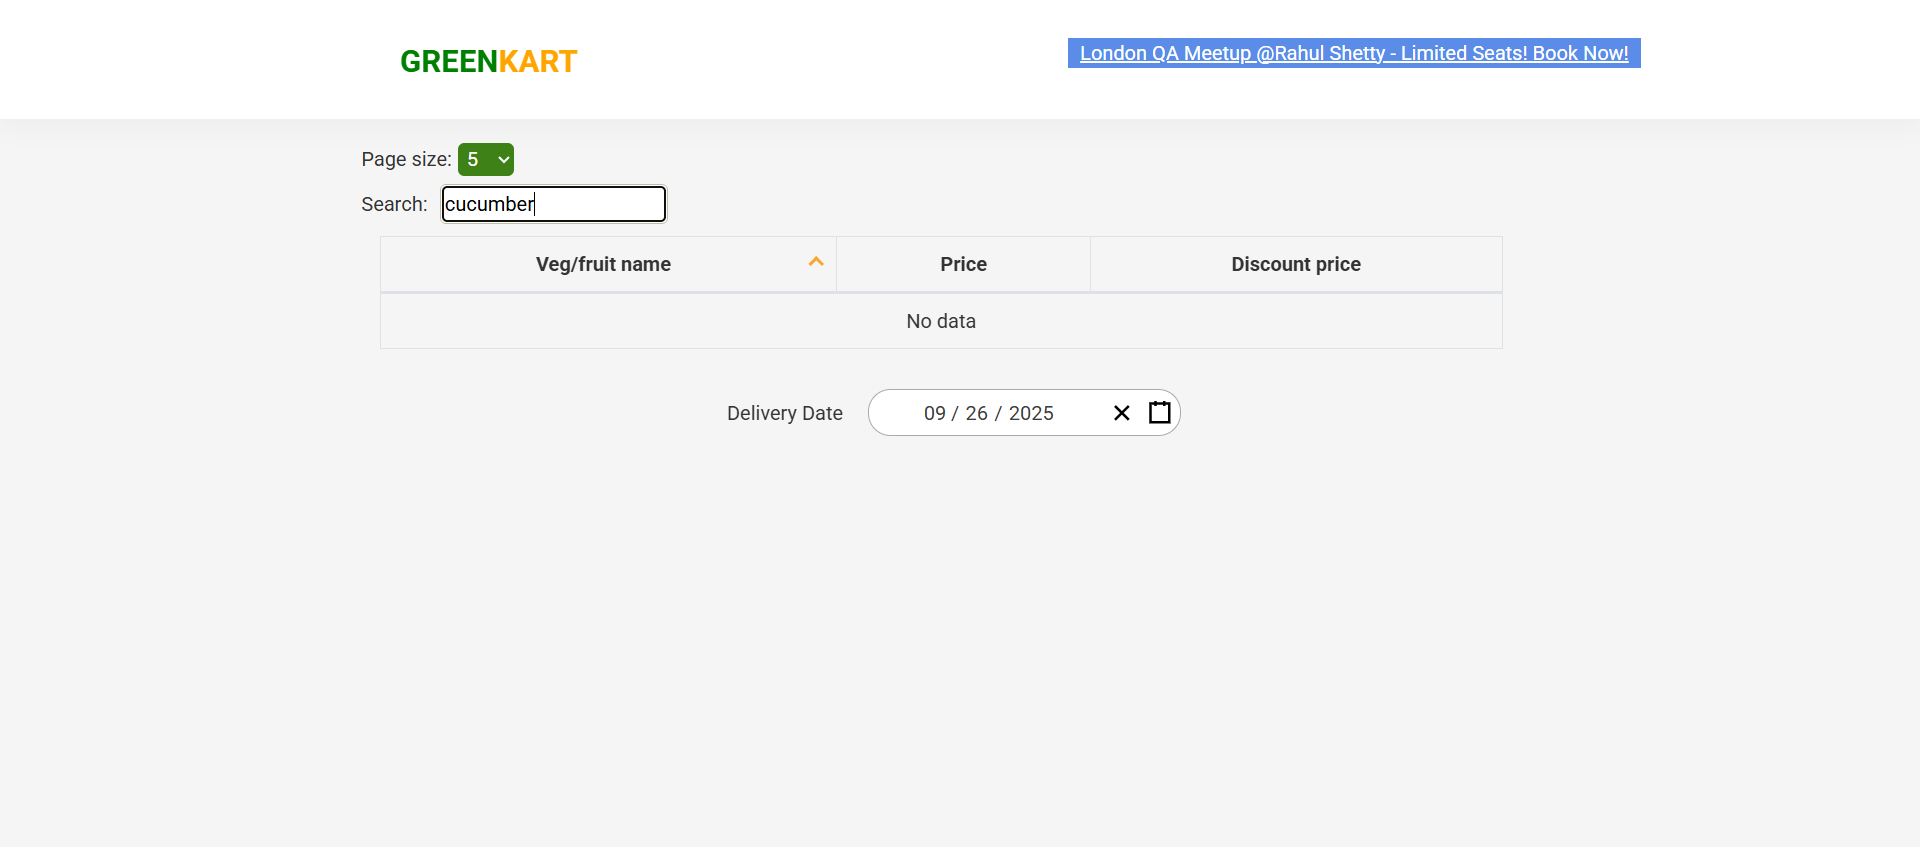 GREENKART
London QA Meetup @Rahul Shetty - Limited Seats! Book Now!
Page size: 5
Search: cucumber
Veg/fruit name Price Discount price
No data
Delivery Date 09 / 26 / 2025